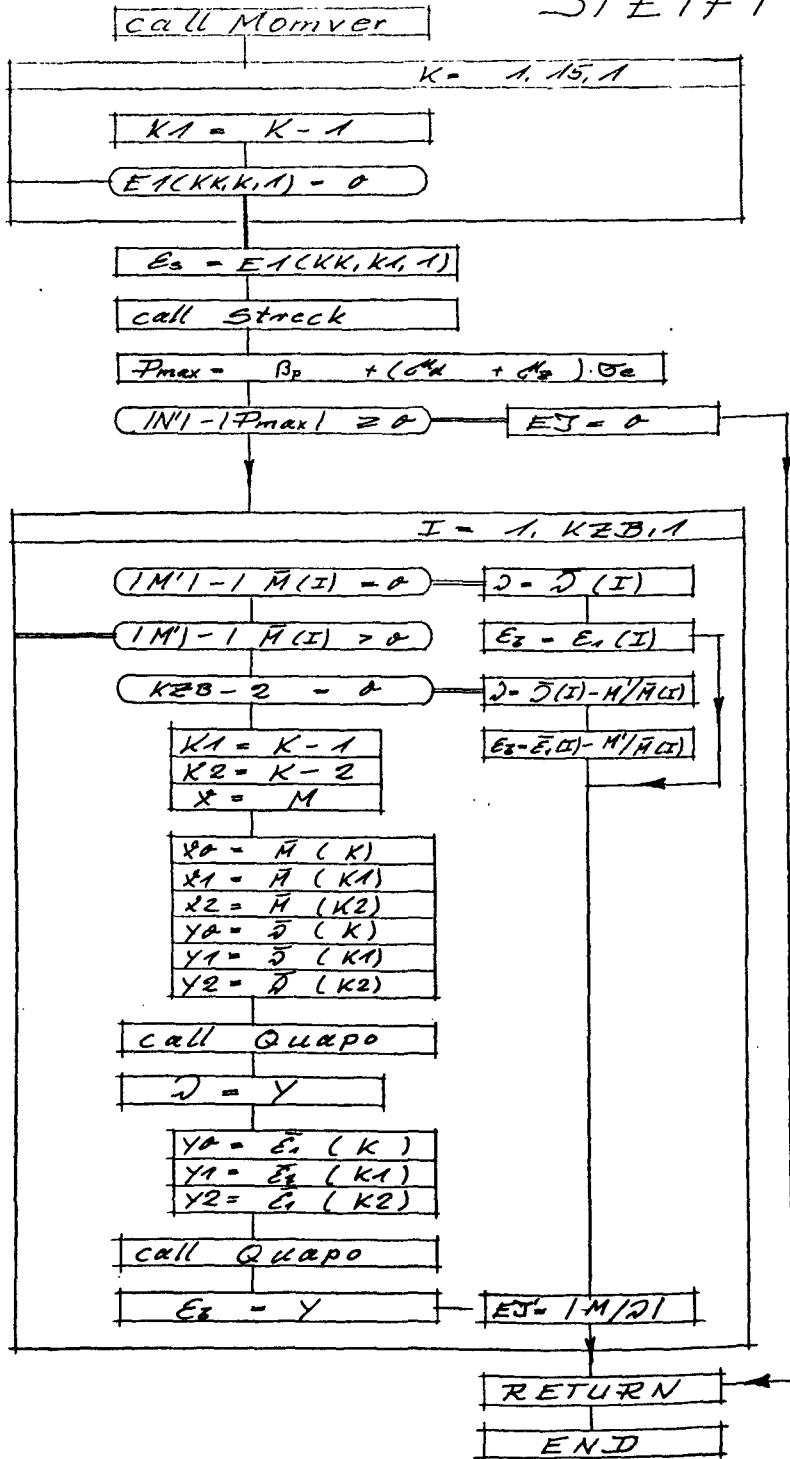 STEIF1
call Momver
K = 1, 15, 1
K1 = K - 1
E1(KK,K,1) = 0
εs = E1(KK,K1,1)
call Streck
Pmax = βp + (μd + μz) · σe
|N'| - |Pmax| ≥ 0
EJ = 0
I = 1, KZB, 1
|M'| - | M̄(I) = 0
ϑ = ϑ̄ (I)
|M'| - | M̄(I) > 0
εz = ε1 (I)
KZB - 2 = 0
ϑ = ϑ̄(I) - M'/M̄(I)
K1 = K - 1
εz = ε̄1(I) - M'/M̄(I)
K2 = K - 2
X = M
X0 = M̄ ( K)
X1 = M̄ ( K1)
X2 = M̄ ( K2)
Y0 = ϑ̄ ( K)
Y1 = ϑ̄ ( K1)
Y2 = ϑ̄ ( K2)
call Quapo
ϑ = Y
Y0 = ε̄1 ( K )
Y1 = ε̄1 ( K1)
Y2 = ε̄1 ( K2)
call Quapo
εz = Y
EJ' = |M/ϑ|
RETURN
END